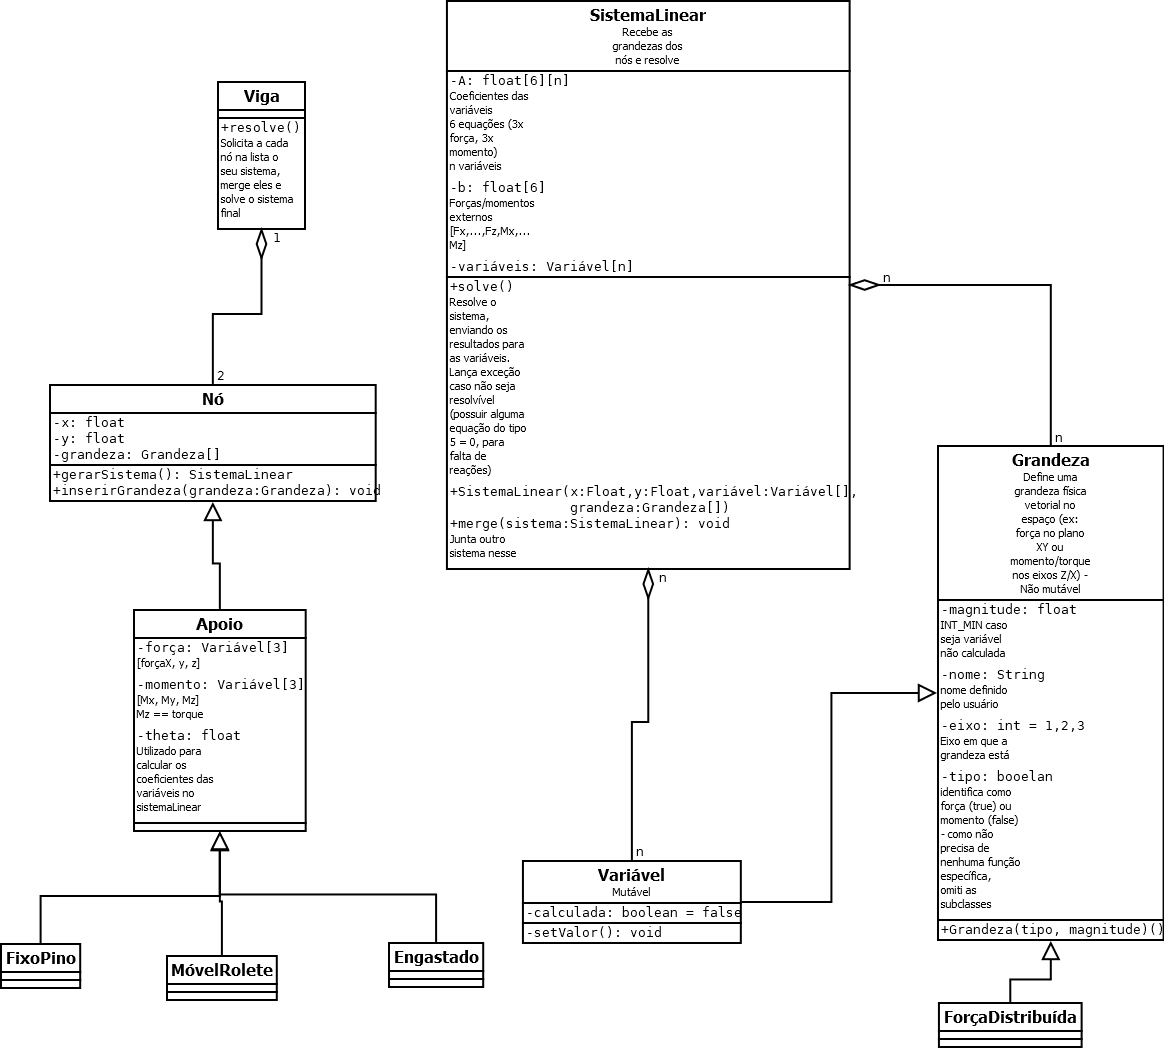 SistemaLinear
Recebe as
grandezas dos
nós e resolve
-A: float[6][n]
Coeficientes das
variáveis
6 equações (3x
força, 3x
momento)
n variáveis
-b: float[6]
Forças/momentos
externos
[Fx,...,Fz,Mx,...
Mz]
-variáveis: Variável[n]
+solve()
Resolve o
sistema,
enviando os
resultados para
as variáveis.
Lança exceção
caso não seja
resolvível
(possuir alguma
equação do tipo
5 = 0, para
falta de
reações)
+SistemaLinear(x:Float,y:Float,variável:Variável[],
grandeza:Grandeza[])
+merge(sistema:SistemaLinear): void
Junta outro
sistema nesse
Viga
+resolve()
Solicita a cada
nó na lista o
seu sistema,
merge eles e
solve o sistema
final
1
2
Nó
-x: float
-y: float
-grandeza: Grandeza[]
+gerarSistema(): SistemaLinear
+inserirGrandeza(grandeza:Grandeza): void
Apoio
-força: Variável[3]
[forçaX, y, z]
-momento: Variável[3]
[Mx, My, Mz]
Mz == torque
-theta: float
Utilizado para
calcular os
coeficientes das
variáveis no
sistemaLinear
FixoPino
MóvelRolete
Engastado
n
n
n
n
Grandeza
Define uma
grandeza física
vetorial no
espaço (ex:
força no plano
XY ou
momento/torque
nos eixos Z/X) -
Não mutável
-magnitude: float
INT_MIN caso
seja variável
não calculada
-nome: String
nome definido
pelo usuário
-eixo: int = 1,2,3
Eixo em que a
grandeza está
-tipo: booelan
identifica como
força (true) ou
momento (false)
- como não
precisa de
nenhuma função
específica,
omiti as
subclasses
+Grandeza(tipo, magnitude)()
Variável
Mutável
-calculada: boolean = false
-setValor(): void
ForçaDistribuída